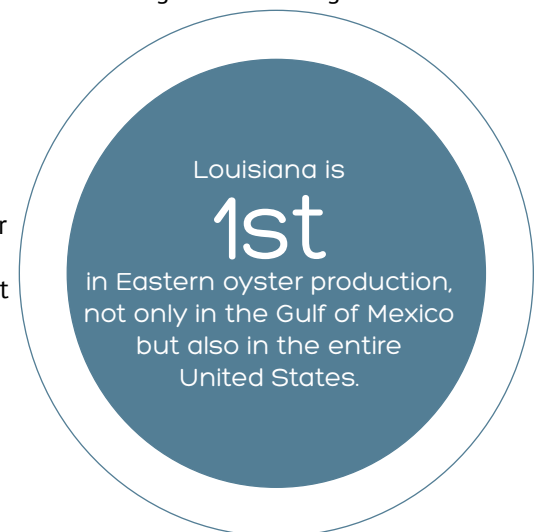 Louisiana is
1st
in Eastern oyster production,
not only in the Gulf of Mexico
but also in the entire
United States.